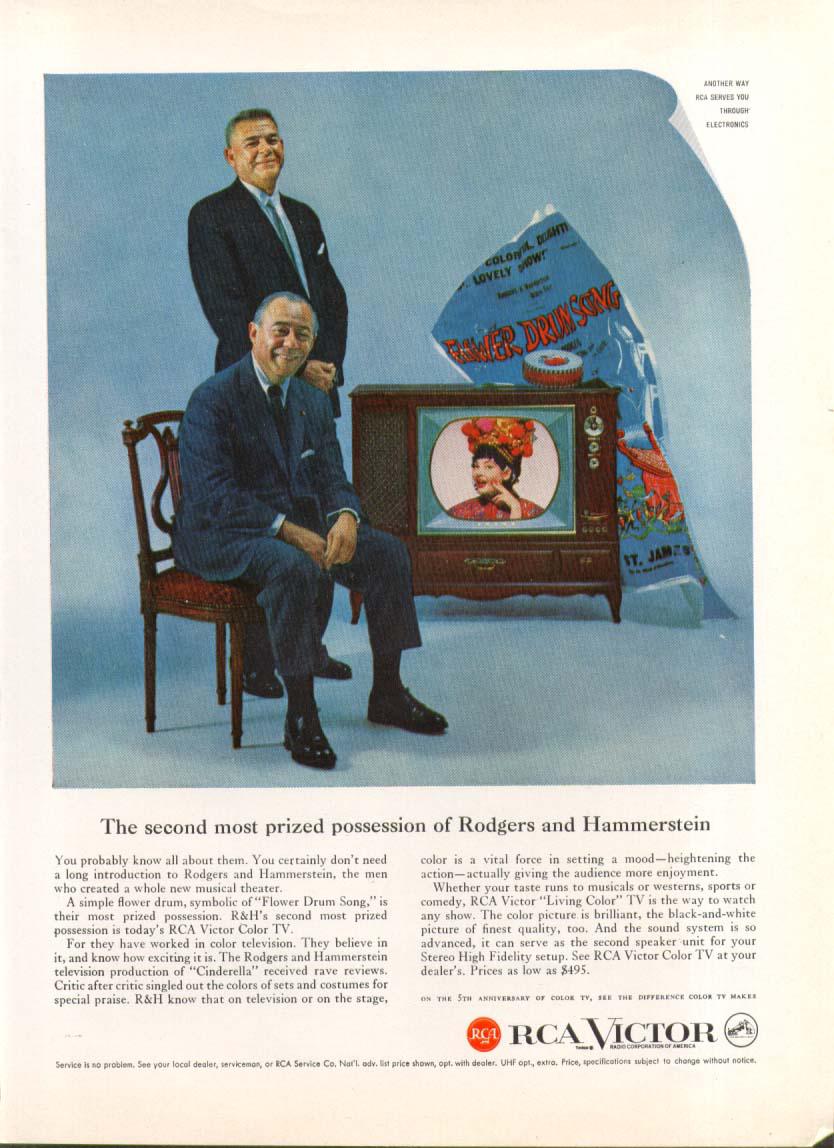 ANOTHER WAY
RCA SERVES YOU
THROUGH
ELECTRONICS
COLORFUL, DELIGHTF
LOVELY SHOW!"
FLOWER DRUM SONG
ST. JAMES
The second most prized possession of Rodgers and Hammerstein
You probably know all about them. You certainly don't need
a long introduction to Rodgers and Hammerstein, the men
who created a whole new musical theater.
A simple flower drum, symbolic of "Flower Drum Song," is
their most prized possession. R&H's second most prized
possession is today's RCA Victor Color TV.
For they have worked in color television. They believe in
it, and know how exciting it is. The Rodgers and Hammerstein
television production of "Cinderella" received rave reviews.
Critic after critic singled out the colors of sets and costumes for
special praise. R&H know that on television or on the stage,
color is a vital force in setting a mood—heightening the
action—actually giving the audience more enjoyment.
Whether your taste runs to musicals or westerns, sports or
comedy, RCA Victor "Living Color" TV is the way to watch
any show. The color picture is brilliant, the black-and-white
picture of finest quality, too. And the sound system is so
advanced, it can serve as the second speaker unit for your
Stereo High Fidelity setup. See RCA Victor Color TV at your
dealer's. Prices as low as $495.
ON THE 5TH ANNIVERSARY OF COLOR TV, SEE THE DIFFERENCE COLOR TV MAKES
RCA
RCA VICTOR
RADIO CORPORATION OF AMERICA
Service is no problem. See your local dealer, serviceman, or RCA Service Co. Nat'l. adv. list price shown, opt. with dealer. UHF opt., extra. Price, specifications subject to change without notice.